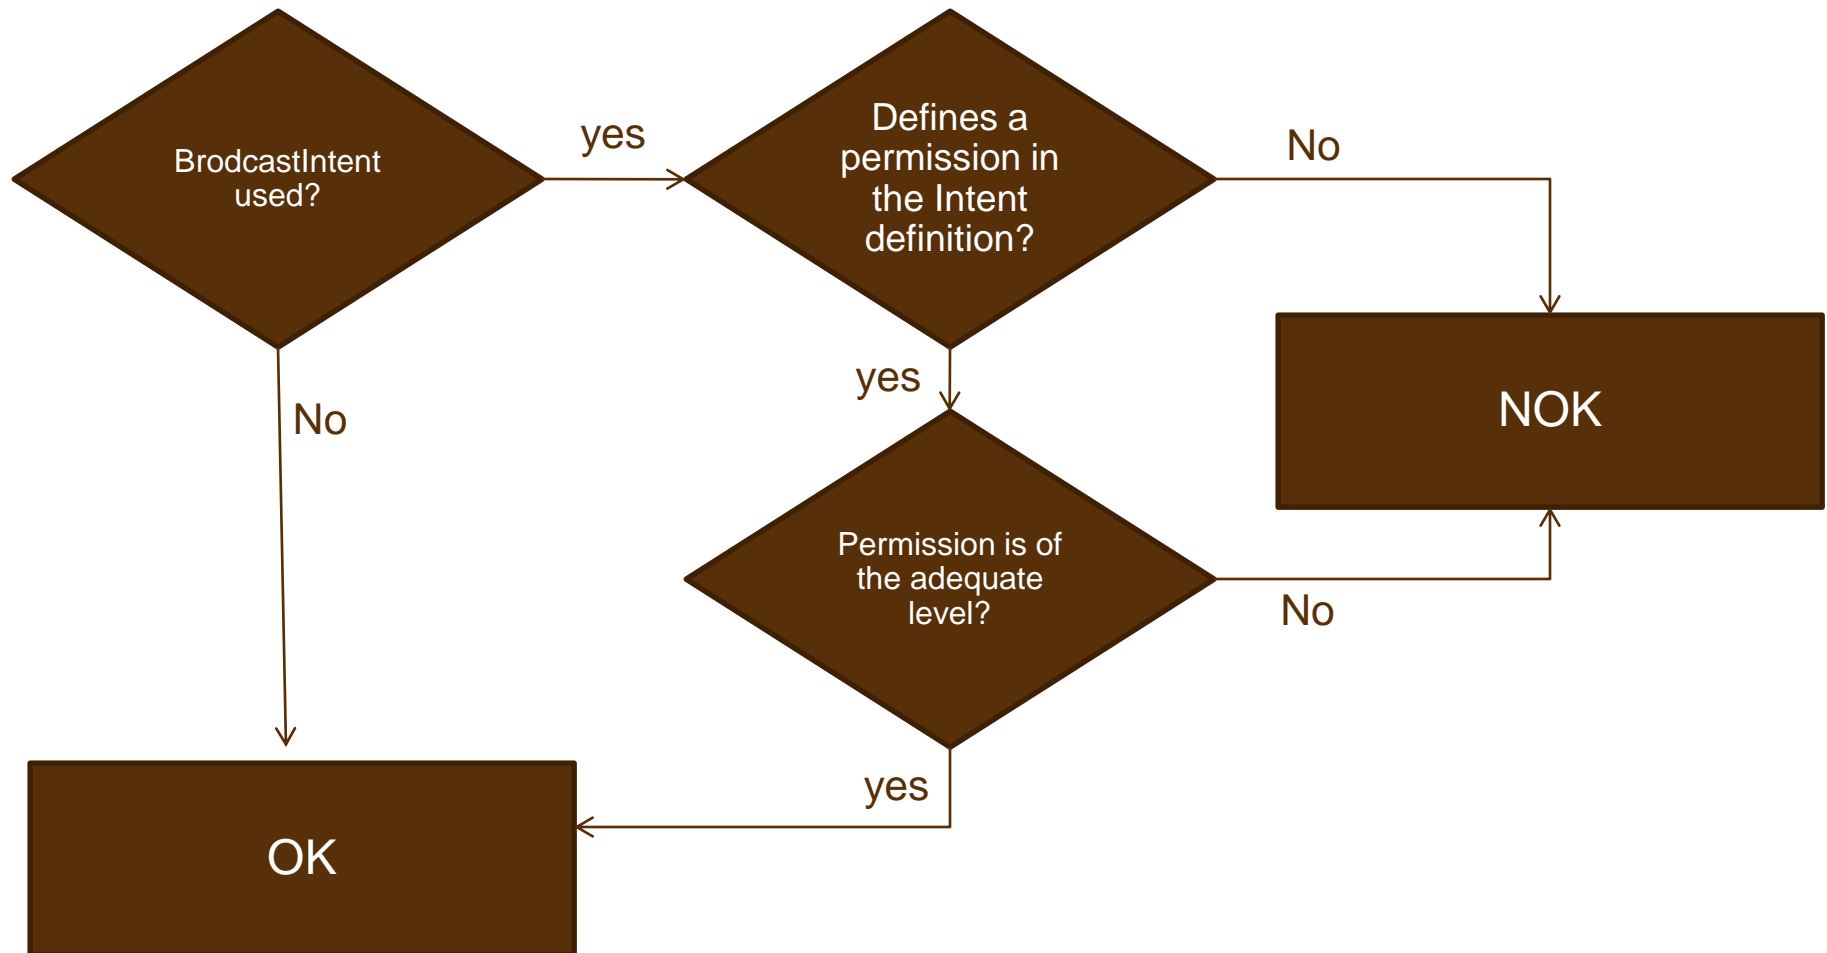 BrodcastIntent
used?
yes
Defines a
permission in
the Intent
definition?
No
yes
No
NOK
Permission is of
the adequate
level?
No
yes
OK